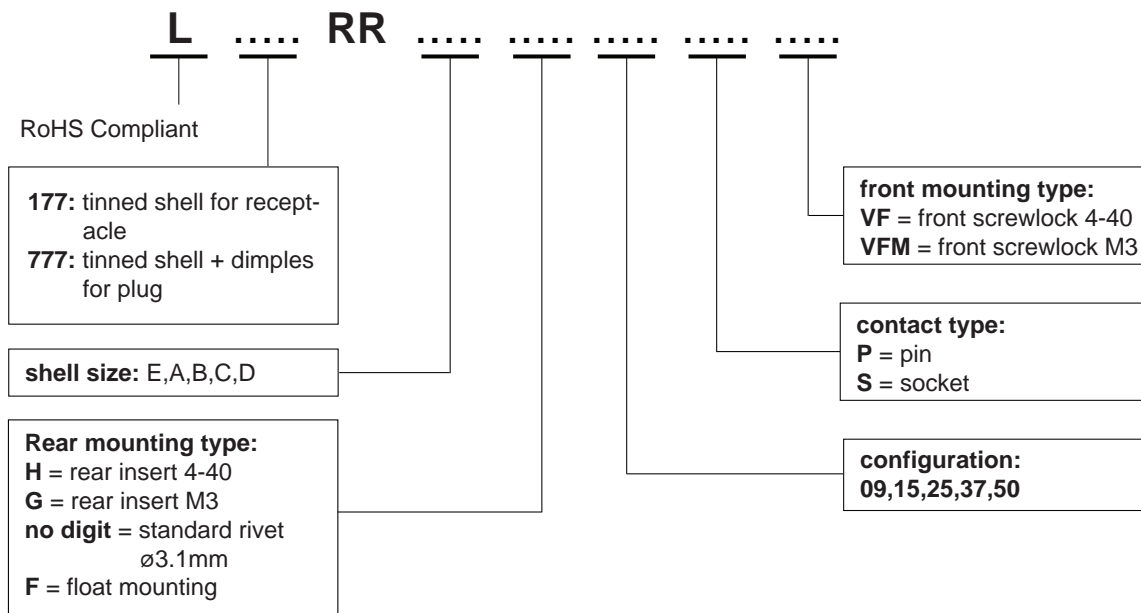 L ..... RR ..... ..... ..... ..... .....
RoHS Compliant
177: tinned shell for recept-
acle
777: tinned shell + dimples
for plug
shell size: E,A,B,C,D
Rear mounting type:
H = rear insert 4-40
G = rear insert M3
no digit = standard rivet
ø3.1mm
F = float mounting
front mounting type:
VF = front screwlock 4-40
VFM = front screwlock M3
contact type:
P = pin
S = socket
configuration:
09,15,25,37,50